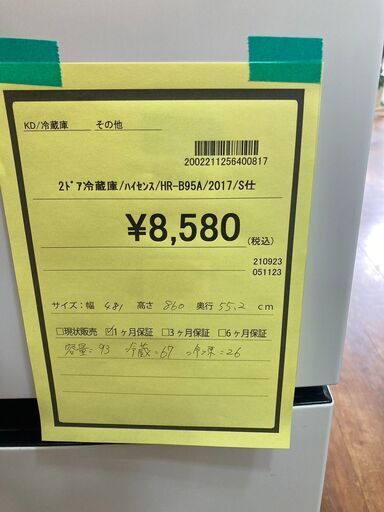 KD/冷蔵庫 その他
2002211256400817
2ﾄﾞｱ冷蔵庫/ﾊｲｾﾝｽ/HR-B95A/2017/S仕
¥8,580 (税込)
210923
051123
サイズ:幅 48.1 高さ 86.0 奥行 55.2 cm
□現状販売 ☑1ヶ月保証 □3ヶ月保証 □6ヶ月保証
容量=93 冷蔵=67 冷凍=26